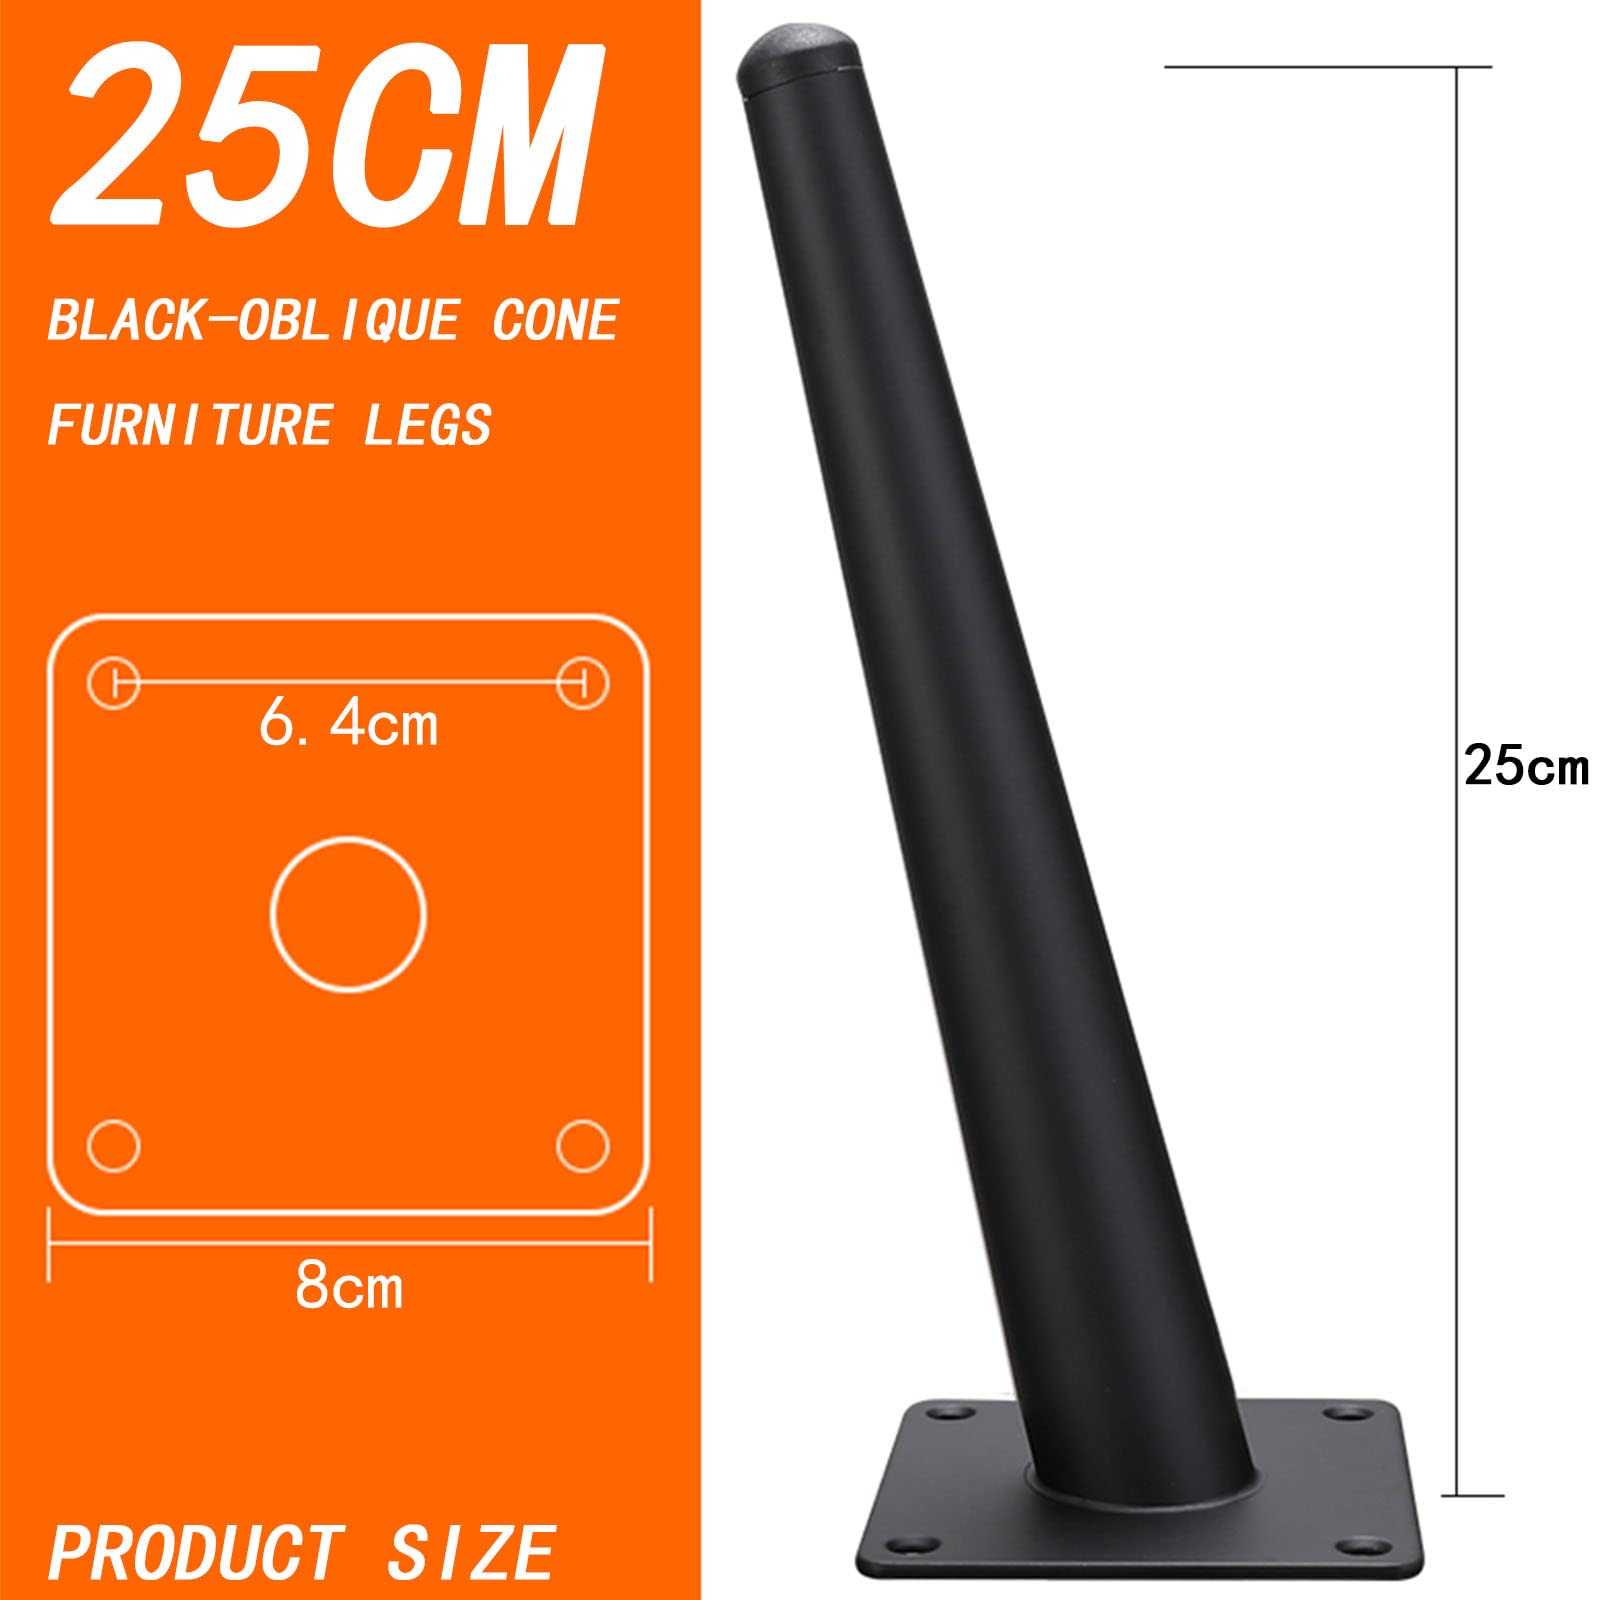 25CM
BLACK-OBLIQUE CONE
FURNITURE LEGS
6.4cm
8cm
25cm
PRODUCT SIZE